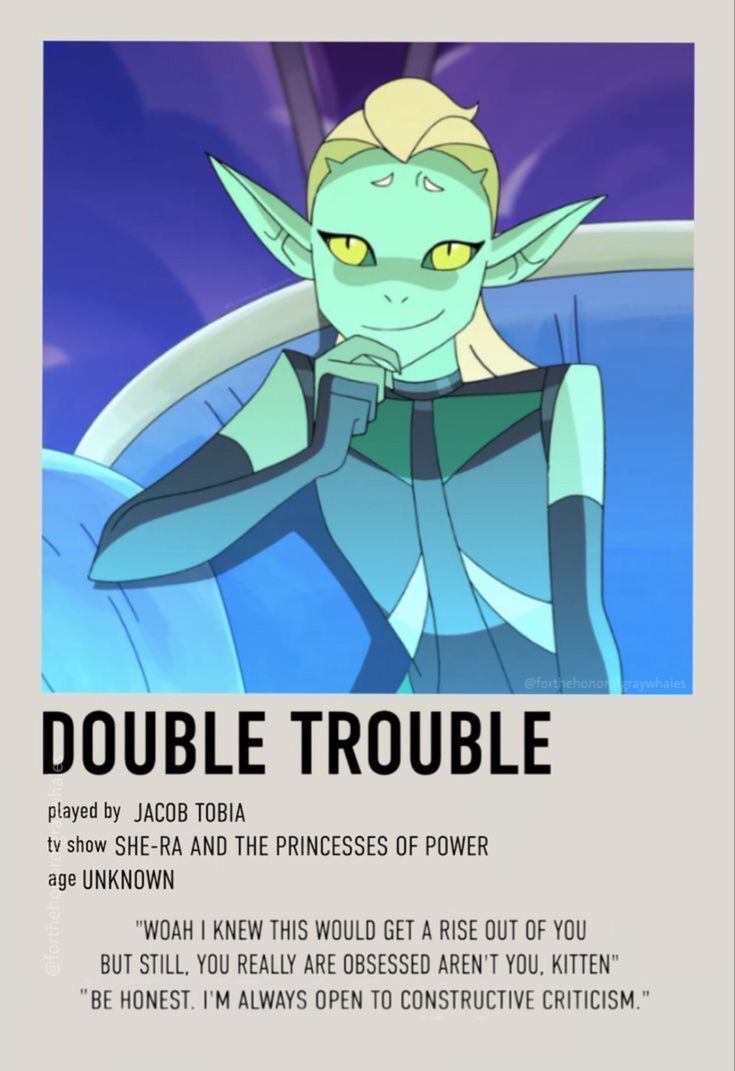 @forthehonorofgraywhales
DOUBLE TROUBLE
played by JACOB TOBIA
tv show SHE-RA AND THE PRINCESSES OF POWER
age UNKNOWN
"WOAH I KNEW THIS WOULD GET A RISE OUT OF YOU
BUT STILL, YOU REALLY ARE OBSESSED AREN'T YOU, KITTEN"
"BE HONEST. I'M ALWAYS OPEN TO CONSTRUCTIVE CRITICISM."